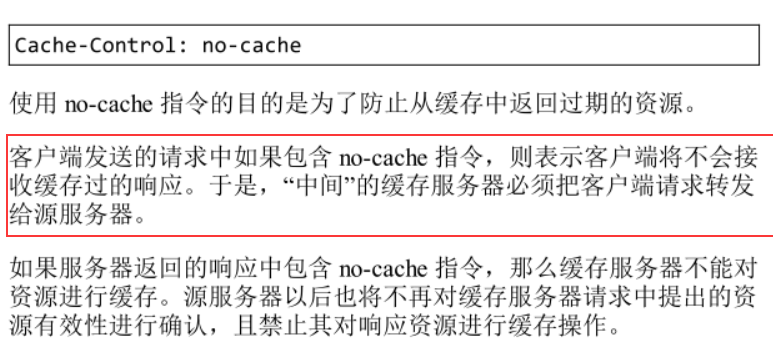 Cache-Control: no-cache
使用 no-cache 指令的目的是为了防止从缓存中返回过期的资源。
客户端发送的请求中如果包含 no-cache 指令，则表示客户端将不会接
收缓存过的响应。于是，“中间”的缓存服务器必须把客户端请求转发
给源服务器。
如果服务器返回的响应中包含 no-cache 指令，那么缓存服务器不能对
资源进行缓存。源服务器以后也将不再对缓存服务器请求中提出的资
源有效性进行确认，且禁止其对响应资源进行缓存操作。